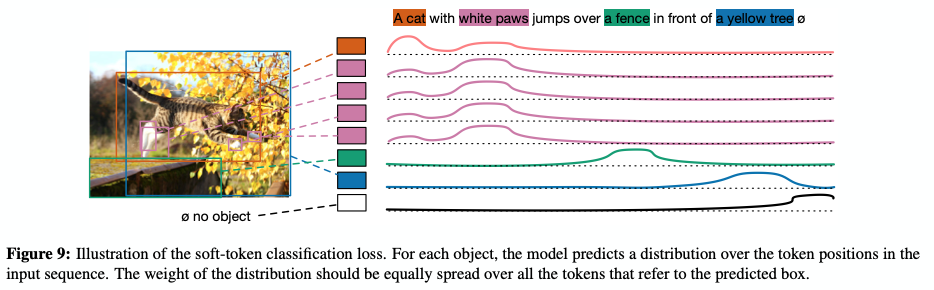 A cat with white paws jumps over a fence in front of a yellow tree ø
ø no object
Figure 9: Illustration of the soft-token classification loss. For each object, the model predicts a distribution over the token positions in the
input sequence. The weight of the distribution should be equally spread over all the tokens that refer to the predicted box.